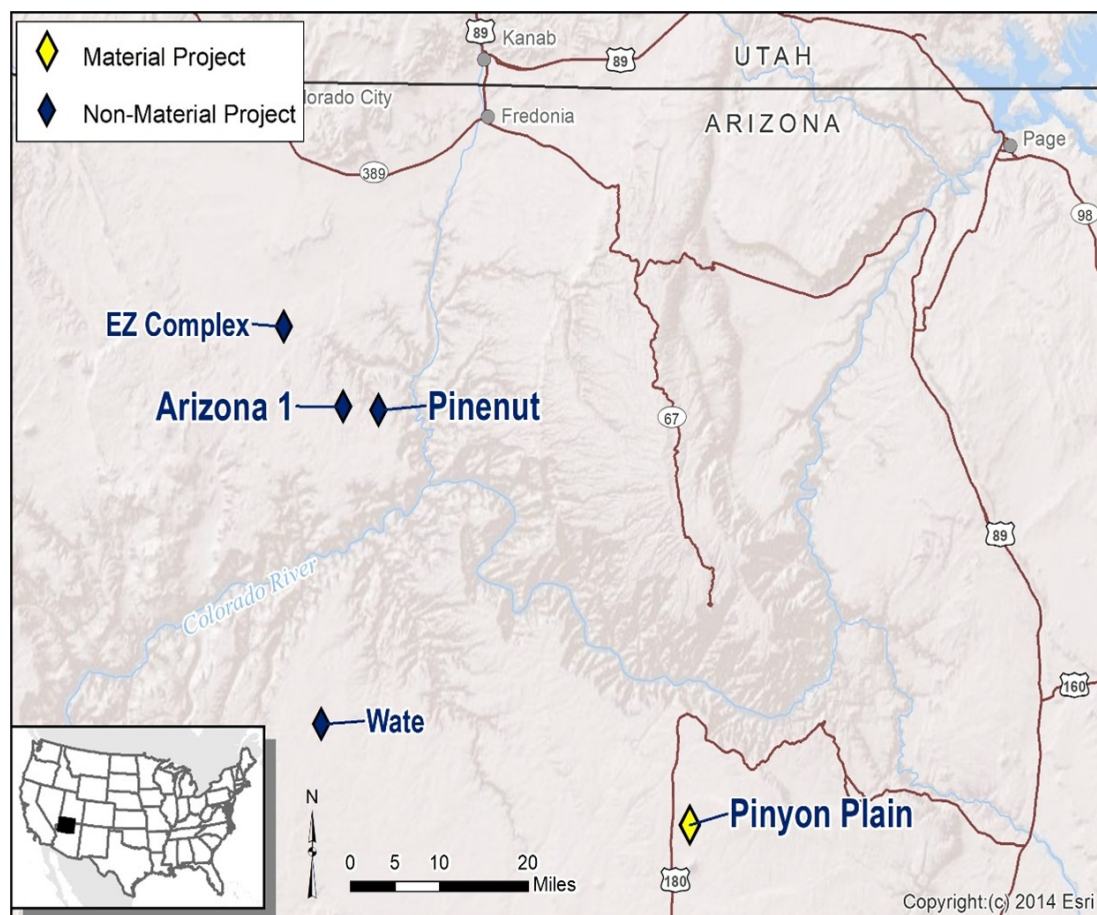 Material Project
Non-Material Project
89
Kanab
89
UTAH
ARIZONA
olorado City
Fredonia
Page
389
98
EZ Complex
Arizona 1
Pinenut
67
89
Colorado River
160
Wate
N
Pinyon Plain
0 5 10 20
Miles
180
Copyright:(c) 2014 Esri